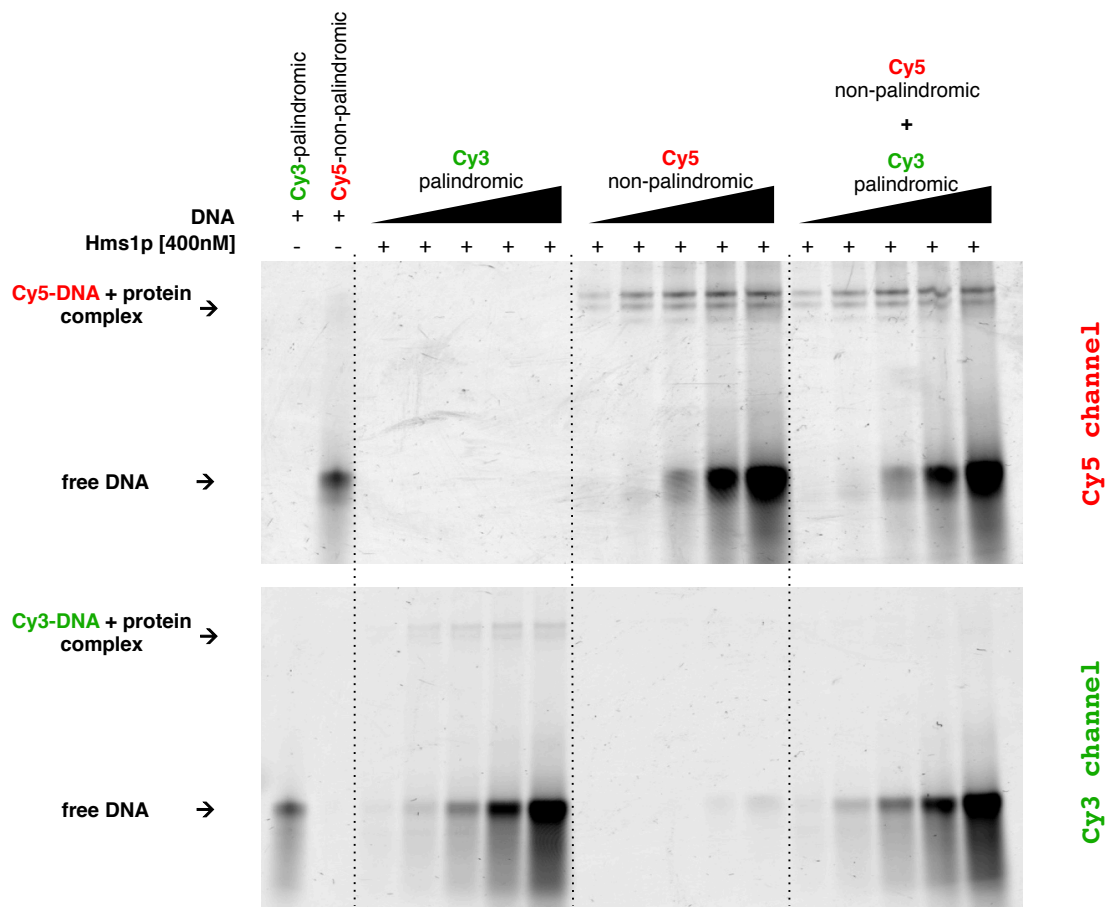 Cy3-palindromic
Cy5-non-palindromic
Cy5
non-palindromic
+
Cy3
palindromic
Cy5
non-palindromic
Cy3
palindromic
DNA + +
Hms1p [400nM] - - + + + + + + + + + + + + + + +
Cy5-DNA + protein
complex →
free DNA →
Cy5 channel
Cy3-DNA + protein
complex →
free DNA →
Cy3 channel